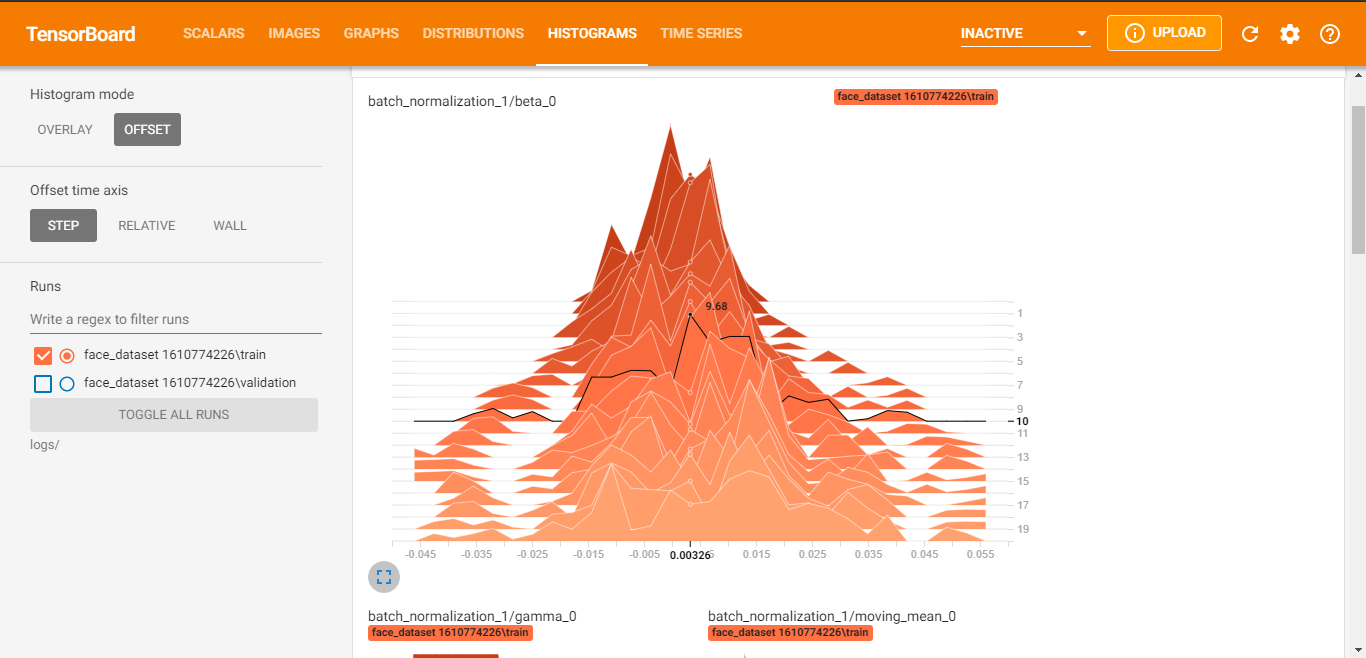 TensorBoard SCALARS IMAGES GRAPHS DISTRIBUTIONS HISTOGRAMS TIME SERIES INACTIVE UPLOAD
Histogram mode
OVERLAY OFFSET
Offset time axis
STEP RELATIVE WALL
Runs
Write a regex to filter runs
face_dataset 1610774226\train
face_dataset 1610774226\validation
TOGGLE ALL RUNS
logs/
batch_normalization_1/beta_0
face_dataset 1610774226\train
9.68
1
3
5
7
9
10
11
13
15
17
19
-0.045 -0.035 -0.025 -0.015 -0.005 0.00326 0.015 0.025 0.035 0.045 0.055
batch_normalization_1/gamma_0
face_dataset 1610774226\train
batch_normalization_1/moving_mean_0
face_dataset 1610774226\train